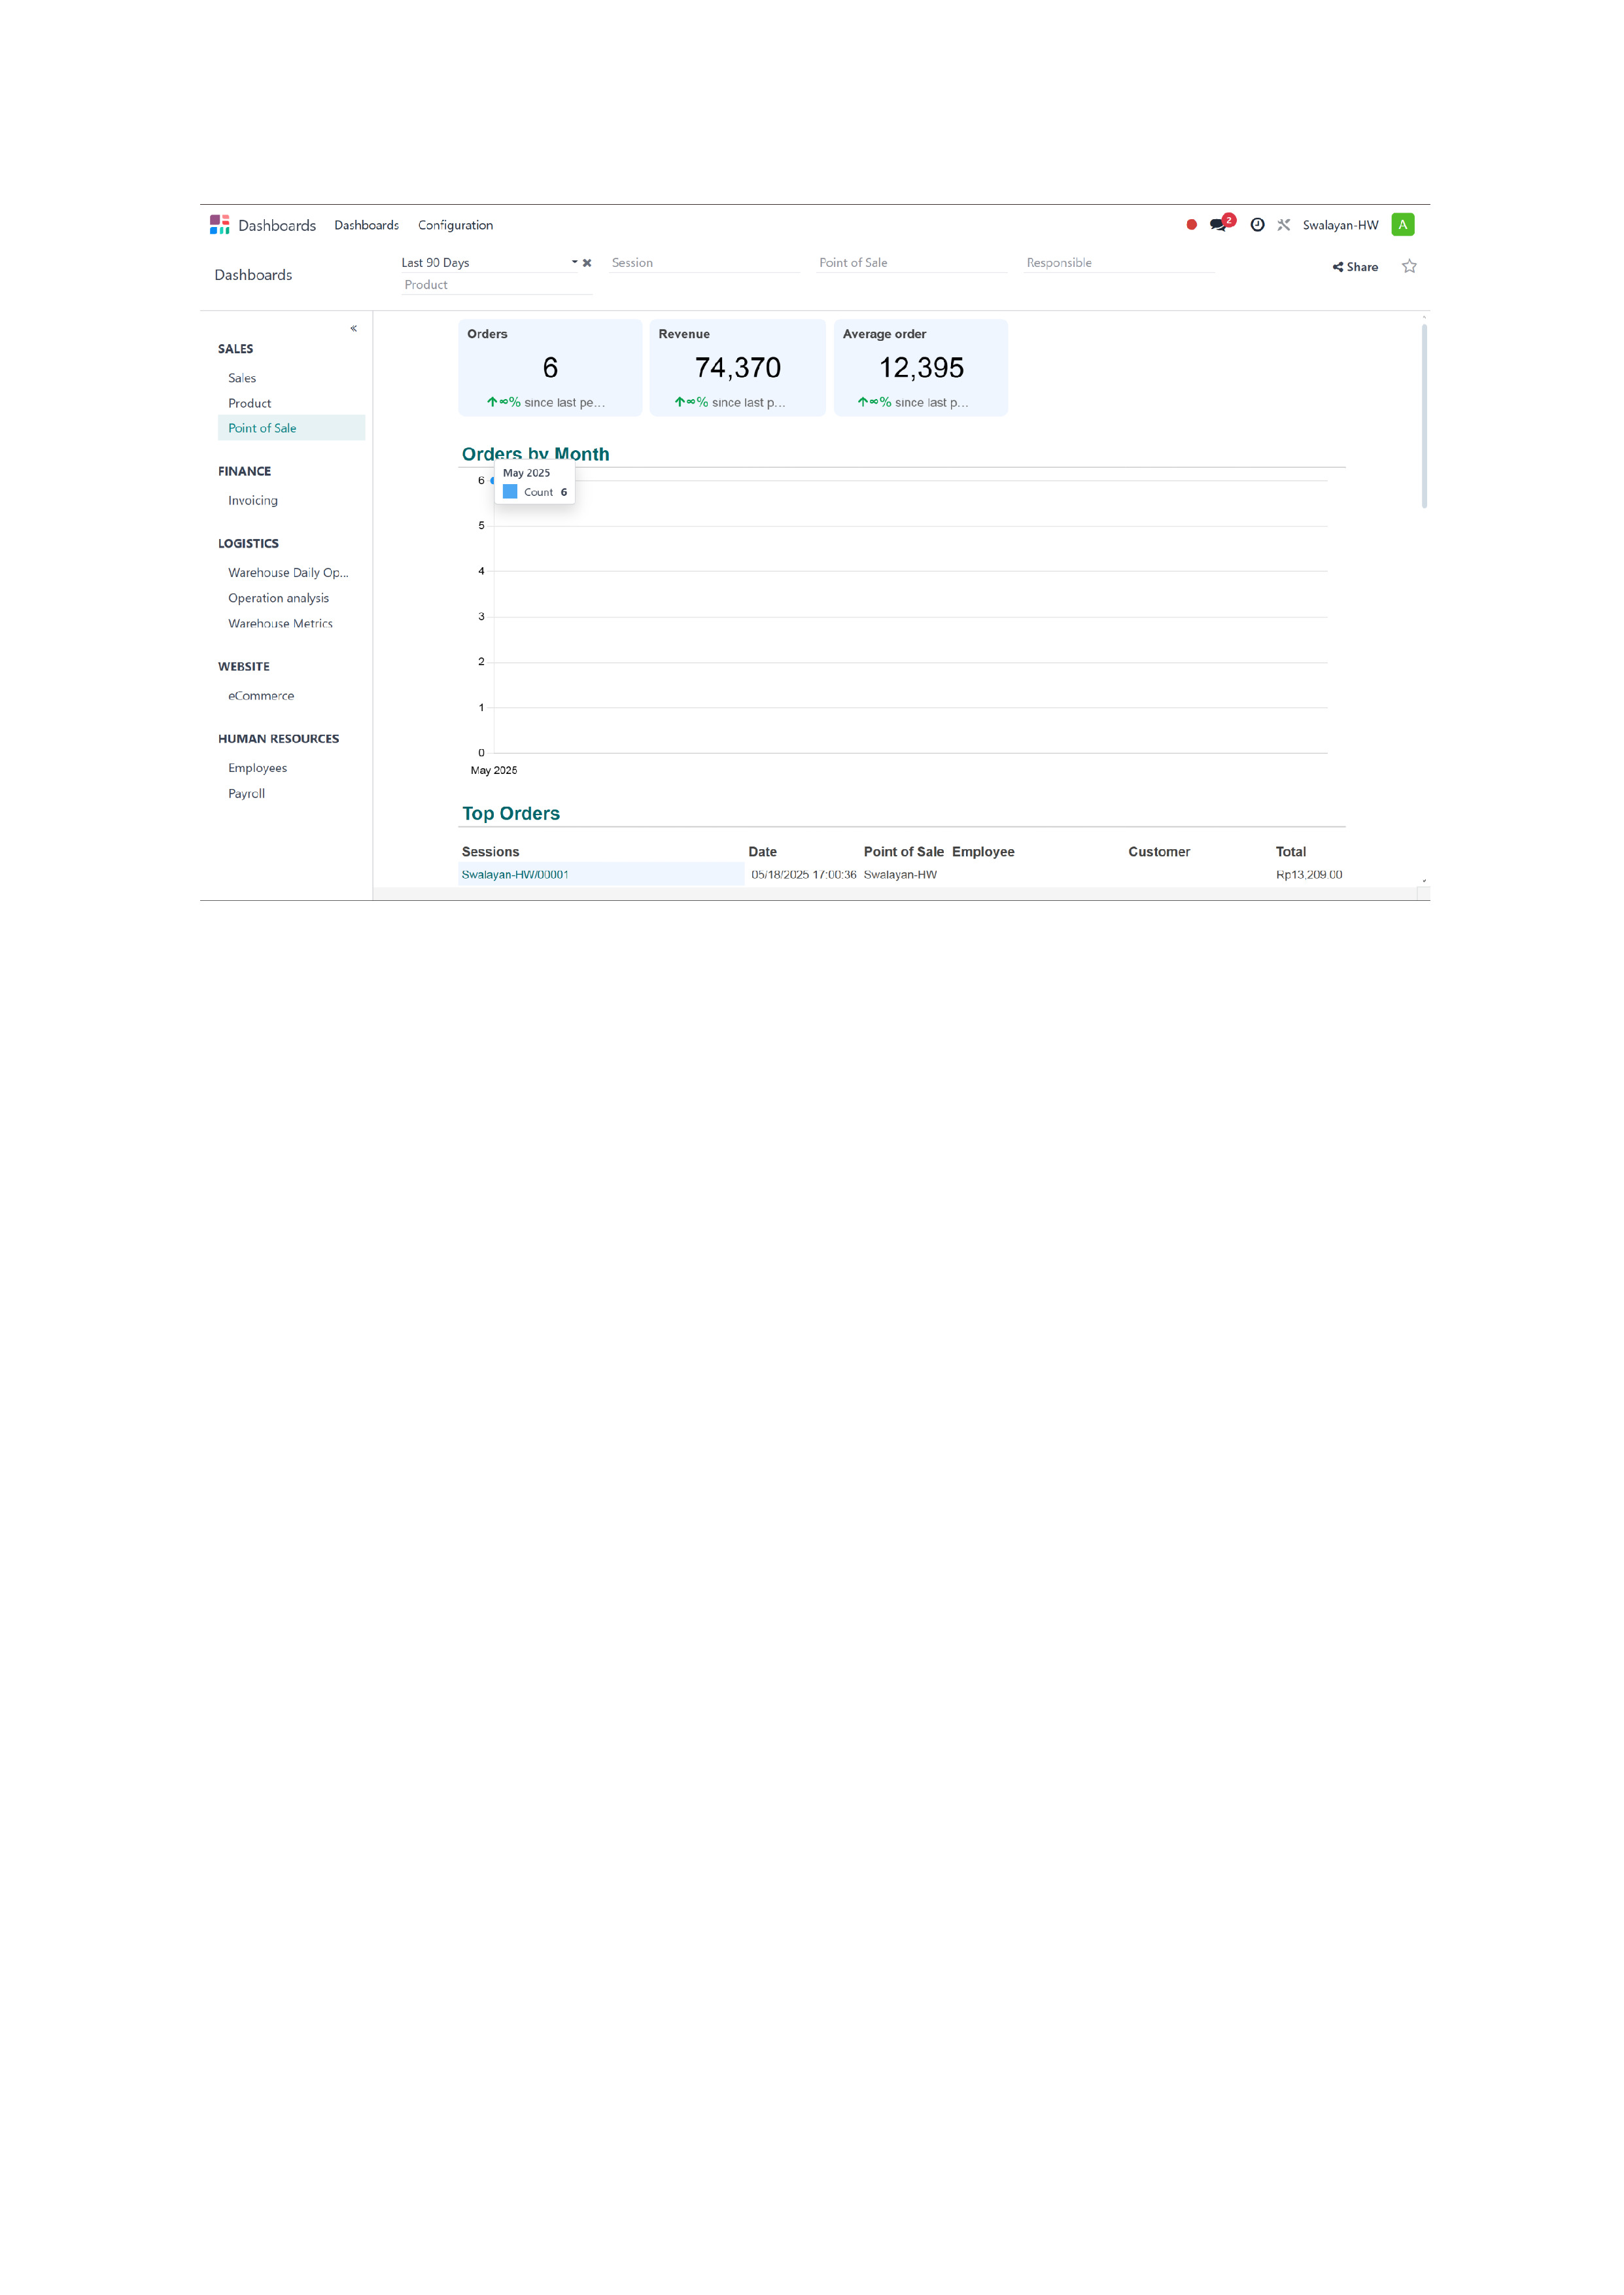 Dashboards Dashboards Configuration 2 Swalayan-HW A
Dashboards Last 90 Days Session Point of Sale Responsible Share
Product
SALES
Sales
Product
Point of Sale
FINANCE
Invoicing
LOGISTICS
Warehouse Daily Op...
Operation analysis
Warehouse Metrics
WEBSITE
eCommerce
HUMAN RESOURCES
Employees
Payroll
Orders Revenue Average order
6 74,370 12,395
∞% since last pe... ∞% since last p... ∞% since last p...
Orders by Month
May 2025
Count 6
6
5
4
3
2
1
0
May 2025
Top Orders
Sessions Date Point of Sale Employee Customer Total
Swalayan-HW/00001 05/18/2025 17:00:36 Swalayan-HW Rp13,209.00